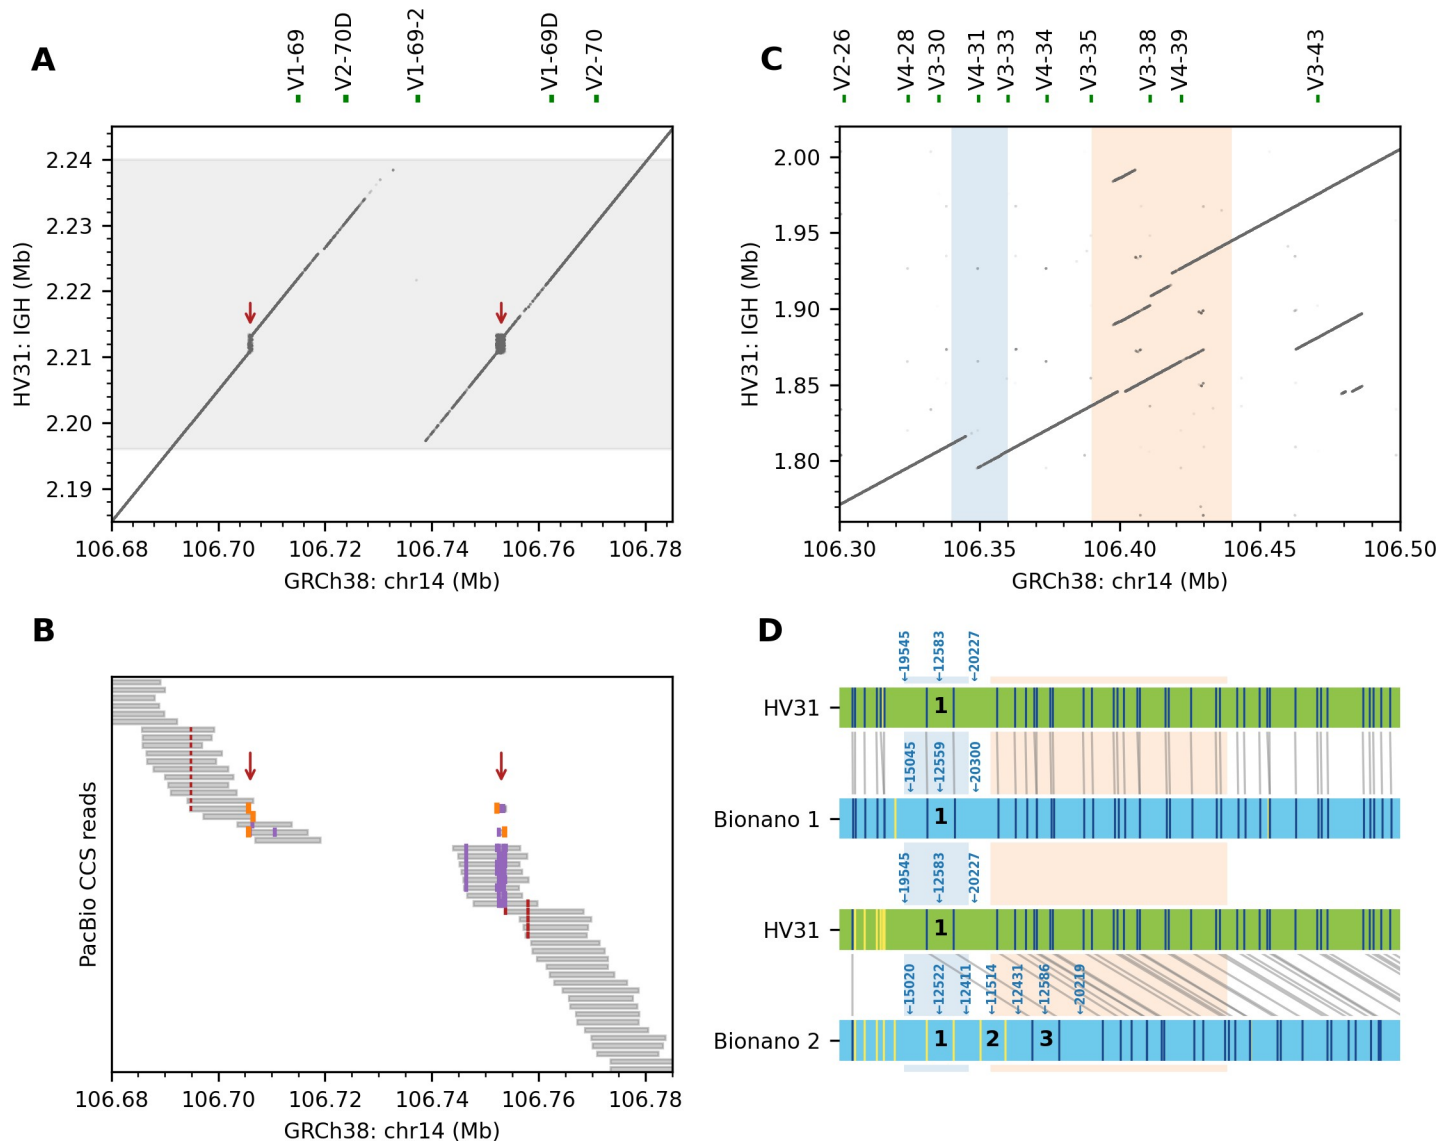 A
V1-69
V2-70D
V1-69-2
V1-69D
V2-70
2.24
2.23
2.22
2.21
2.20
2.19
HV31: IGH (Mb)
106.68
106.70
106.72
106.74
106.76
106.78
GRCh38: chr14 (Mb)
C
V2-26
V4-28
V3-30
V4-31
V3-33
V4-34
V3-35
V3-38
V4-39
V3-43
2.00
1.95
1.90
1.85
1.80
HV31: IGH (Mb)
106.30
106.35
106.40
106.45
106.50
GRCh38: chr14 (Mb)
B
PacBio CCS reads
106.68
106.70
106.72
106.74
106.76
106.78
GRCh38: chr14 (Mb)
D
←19545
←12583
←20227
HV31
1
←15045
←12559
←20300
Bionano 1
1
←19545
←12583
←20227
HV31
1
←15020
←12522
←12411
←11514
←12431
←12586
←20219
Bionano 2
1
2
3